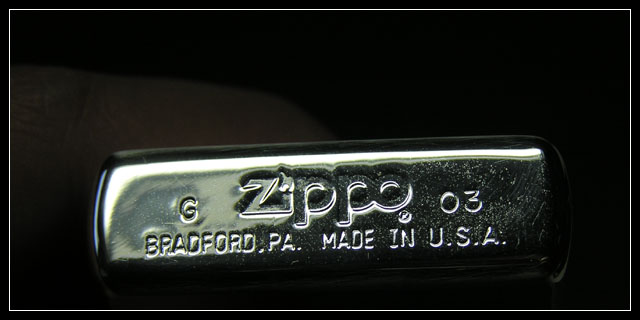 G Zippo® 03
BRADFORD.PA. MADE IN U.S.A.